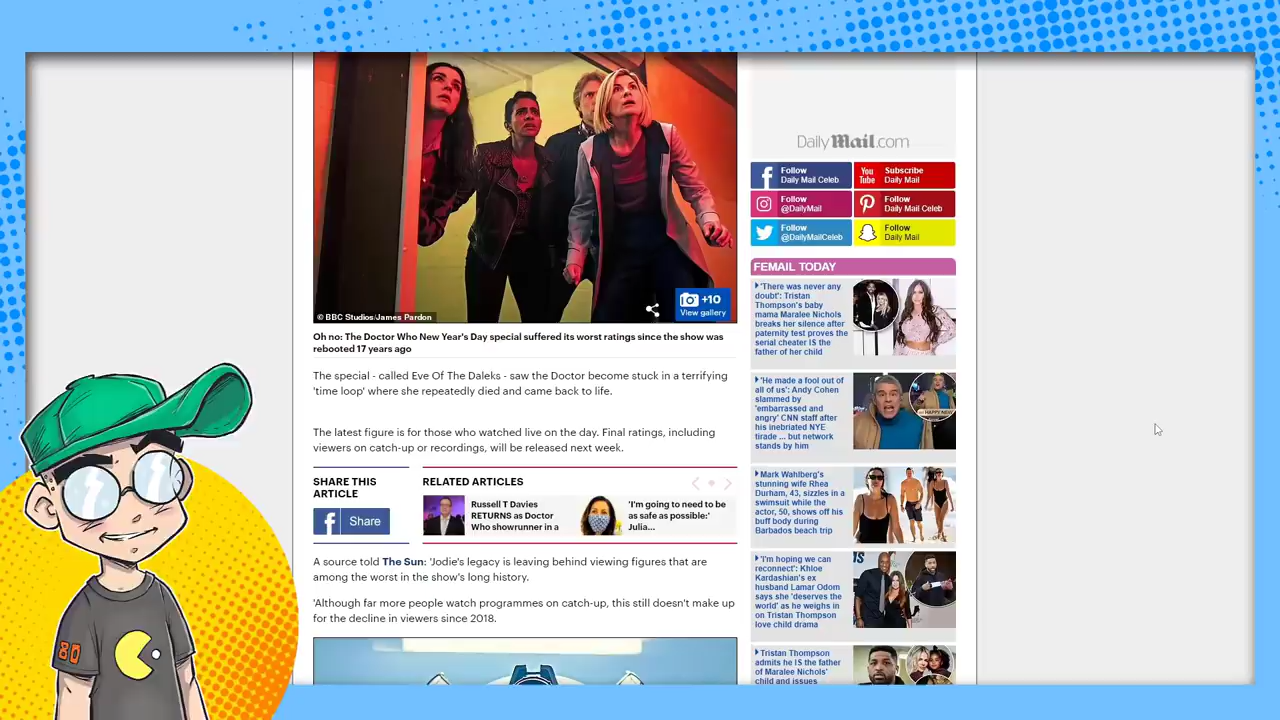 © BBC Studios/James Pardon
+10
View gallery
Oh no: The Doctor Who New Year's Day special suffered its worst ratings since the show was
rebooted 17 years ago
The special - called Eve Of The Daleks - saw the Doctor become stuck in a terrifying
'time loop' where she repeatedly died and came back to life.
The latest figure is for those who watched live on the day. Final ratings, including
viewers on catch-up or recordings, will be released next week.
SHARE THIS
ARTICLE
Share
RELATED ARTICLES
Russell T Davies
RETURNS as Doctor
Who showrunner in a
'I'm going to need to be
as safe as possible:'
Julia...
A source told The Sun: 'Jodie's legacy is leaving behind viewing figures that are
among the worst in the show's long history.
'Although far more people watch programmes on catch-up, this still doesn't make up
for the decline in viewers since 2018.
Daily Mail.com
Follow
Daily Mail Celeb
You
Tube
Subscribe
Daily Mail
Follow
@DailyMail
Follow
Daily Mail Celeb
Follow
@DailyMailCeleb
Follow
Daily Mail
FEMAIL TODAY
'There was never any
doubt': Tristan
Thompson's baby
mama Maralee Nichols
breaks her silence after
paternity test proves the
serial cheater IS the
father of her child
'He made a fool out of
all of us': Andy Cohen
slammed by
'embarrassed and
angry' CNN staff after
his inebriated NYE
tirade ... but network
stands by him
Mark Wahlberg's
stunning wife Rhea
Durham, 43, sizzles in a
swimsuit while the
actor, 50, shows off his
buff body during
Barbados beach trip
'I'm hoping we can
reconnect': Khloe
Kardashian's ex
husband Lamar Odom
says she 'deserves the
world' as he weighs in
on Tristan Thompson
love child drama
Tristan Thompson
admits he IS the father
of Maralee Nichols'
child and issues
80